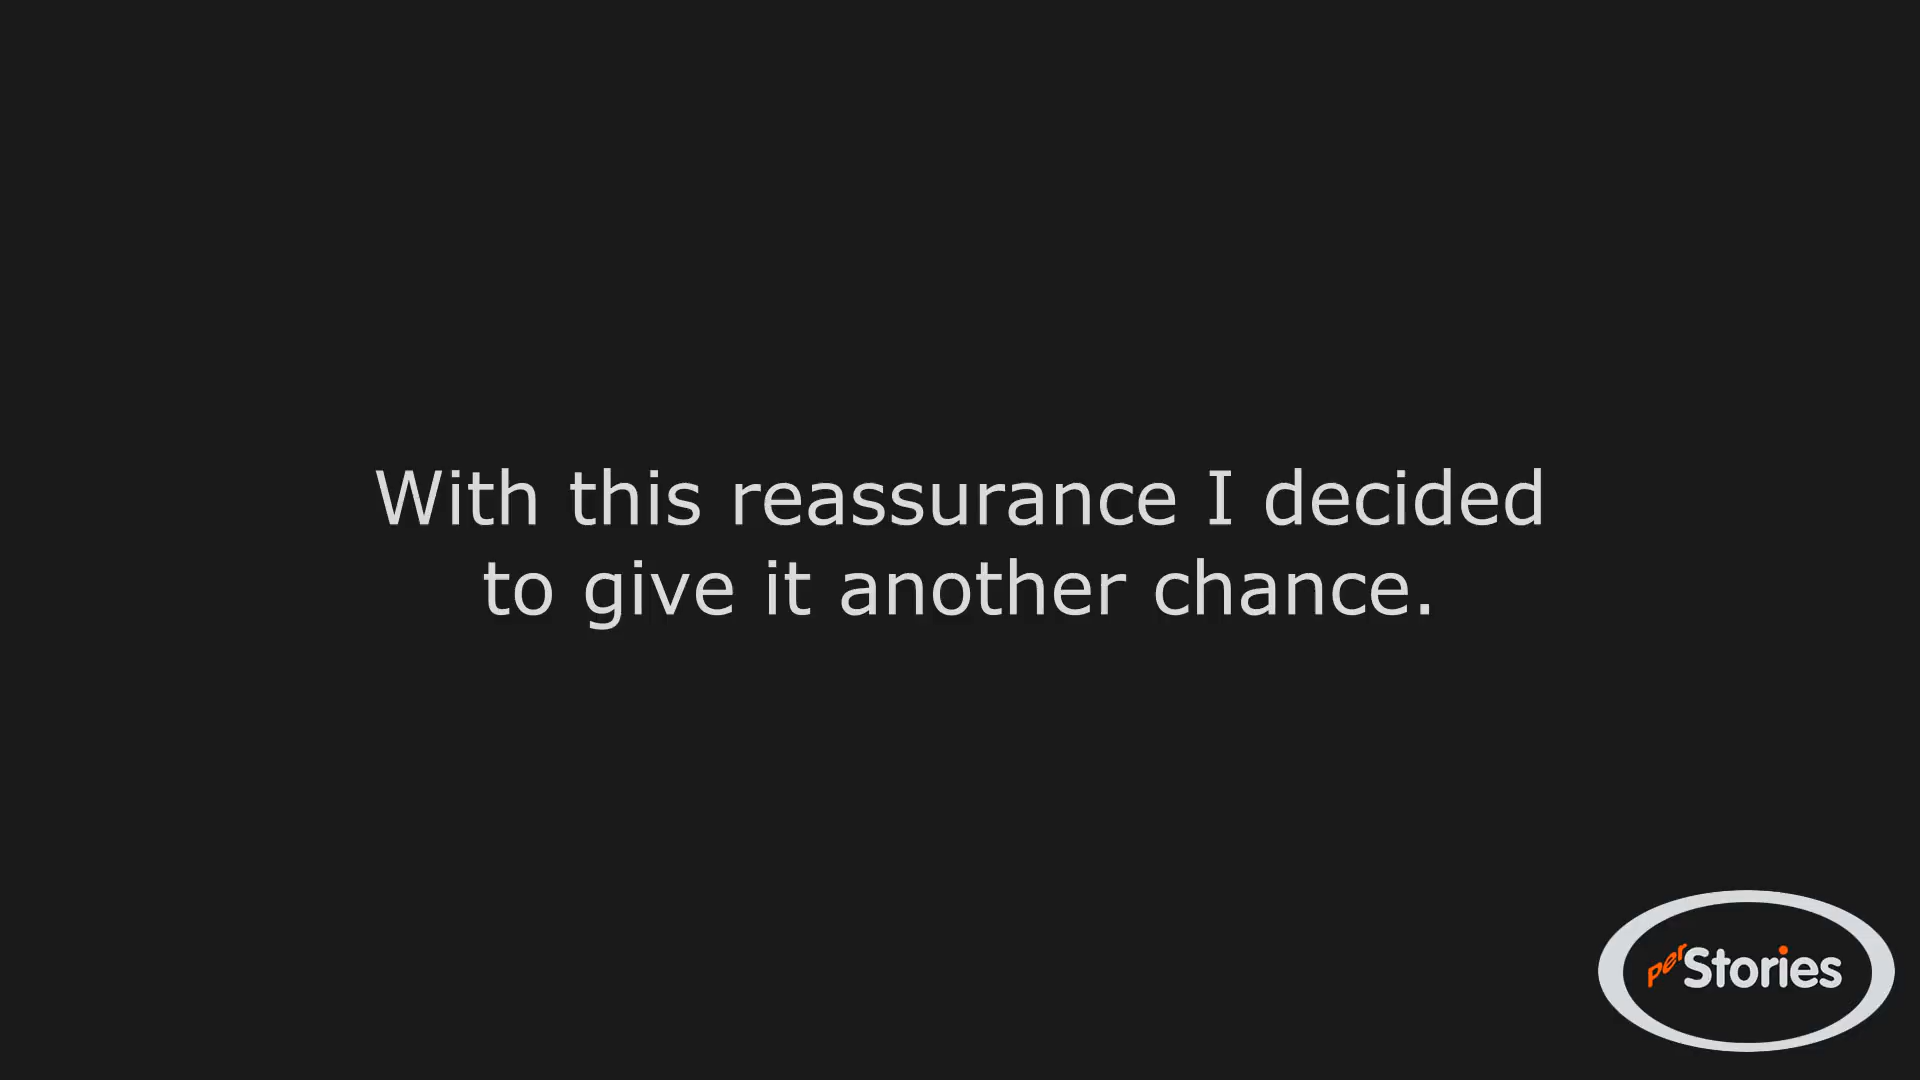 With this reassurance I decided
to give it another chance.
perStories